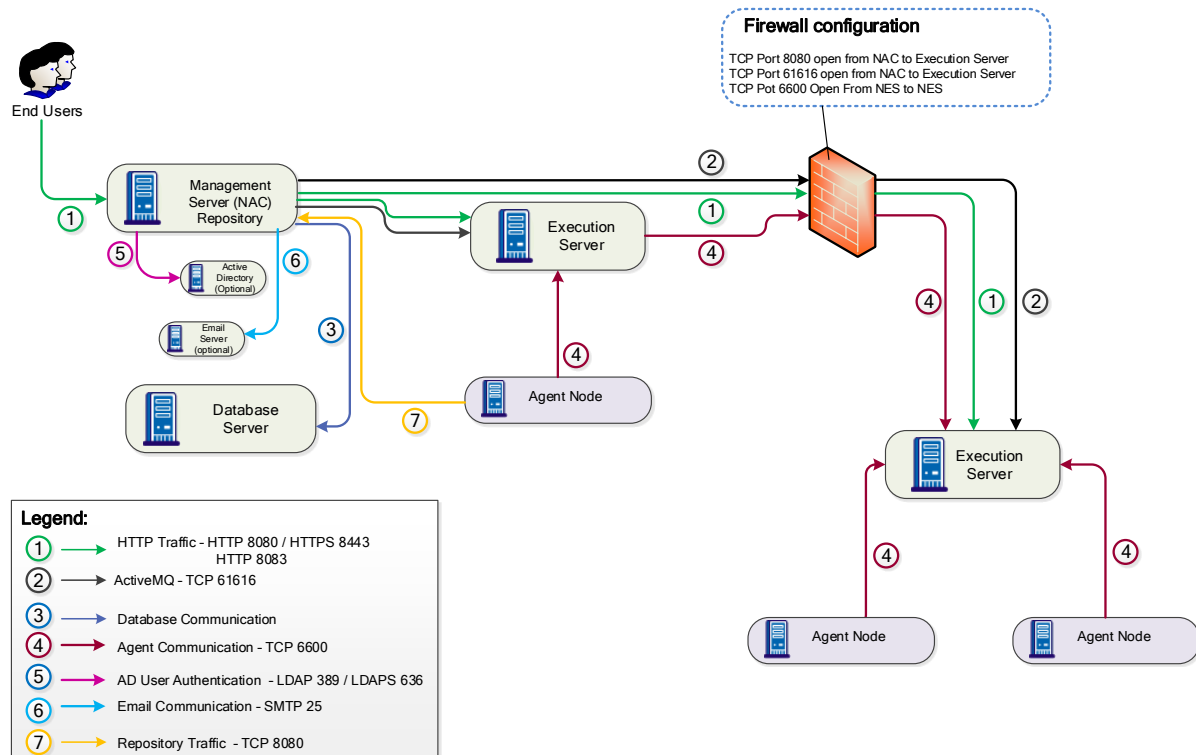 Firewall configuration
TCP Port 8080 open from NAC to Execution Server
TCP Port 61616 open from NAC to Execution Server
TCP Pot 6600 Open From NES to NES
End Users
1
Management
Server (NAC)
Repository
2
1
Execution
Server
4
5
6
Active
Directory
(Optional)
Email
Server
(optional)
3
4
1
2
4
Database
Server
7
Agent Node
Execution
Server
4
4
Agent Node
Agent Node
Legend:
1 HTTP Traffic - HTTP 8080 / HTTPS 8443
HTTP 8083
2 ActiveMQ - TCP 61616
3 Database Communication
4 Agent Communication - TCP 6600
5 AD User Authentication - LDAP 389 / LDAPS 636
6 Email Communication - SMTP 25
7 Repository Traffic - TCP 8080